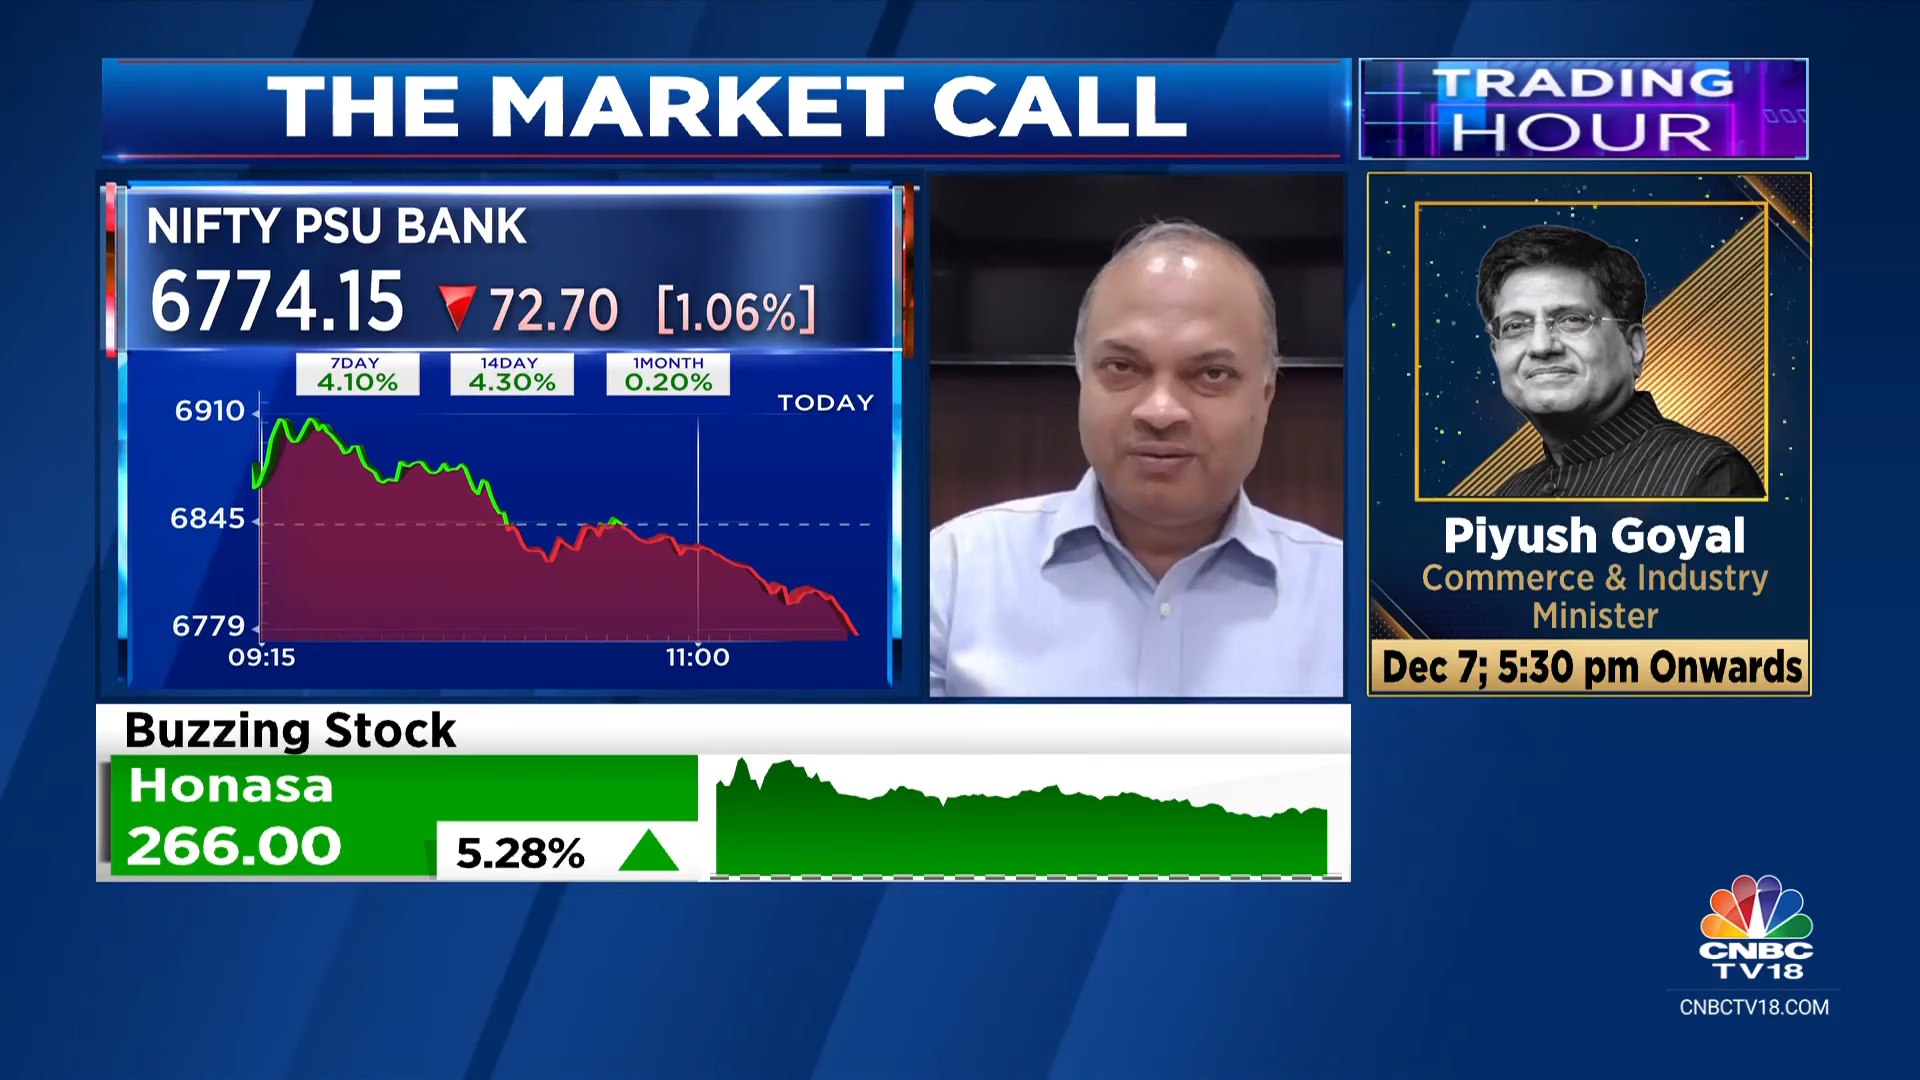 THE MARKET CALL
TRADING
HOUR
NIFTY PSU BANK
6774.15 ▼ 72.70 [1.06%]
7DAY
4.10%
14DAY
4.30%
1MONTH
0.20%
TODAY
6910
6845
6779
09:15
11:00
Piyush Goyal
Commerce & Industry
Minister
Dec 7; 5:30 pm Onwards
Buzzing Stock
Honasa
266.00
5.28% ▲
CNBC
TV18
CNBCTV18.COM